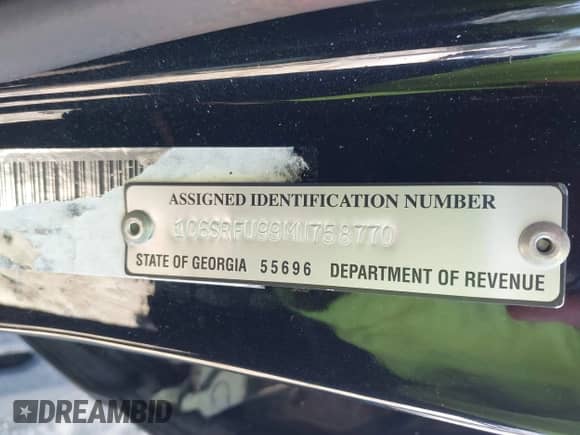 ASSIGNED IDENTIFICATION NUMBER
1C6SRFU99MN758770
STATE OF GEORGIA 55696 DEPARTMENT OF REVENUE
DREAMBID